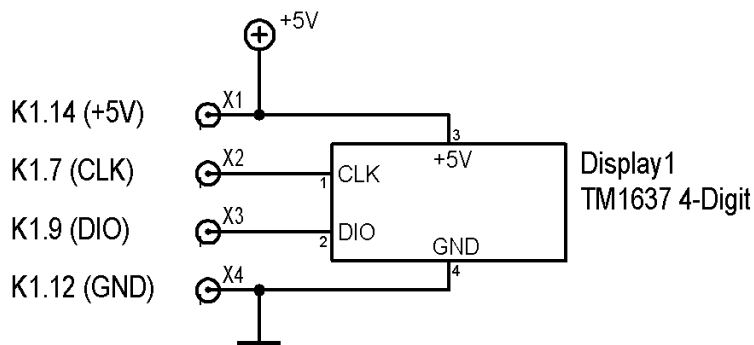 +5V
K1.14 (+5V)
X1
3
+5V
K1.7 (CLK)
X2
1
CLK
Display1
TM1637 4-Digit
K1.9 (DIO)
X3
2
DIO
GND
4
K1.12 (GND)
X4